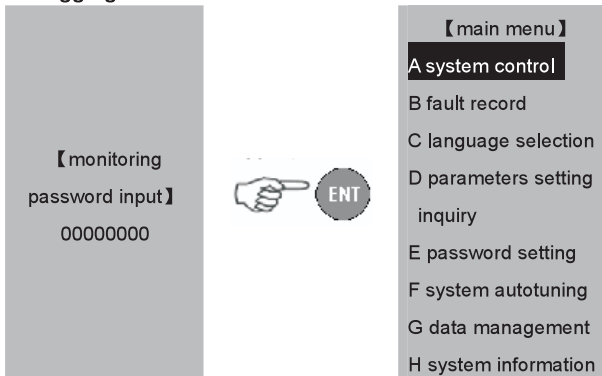 【monitoring
password input】
00000000
ENT
【main menu】
A system control
B fault record
C language selection
D parameters setting
inquiry
E password setting
F system autotuning
G data management
H system information